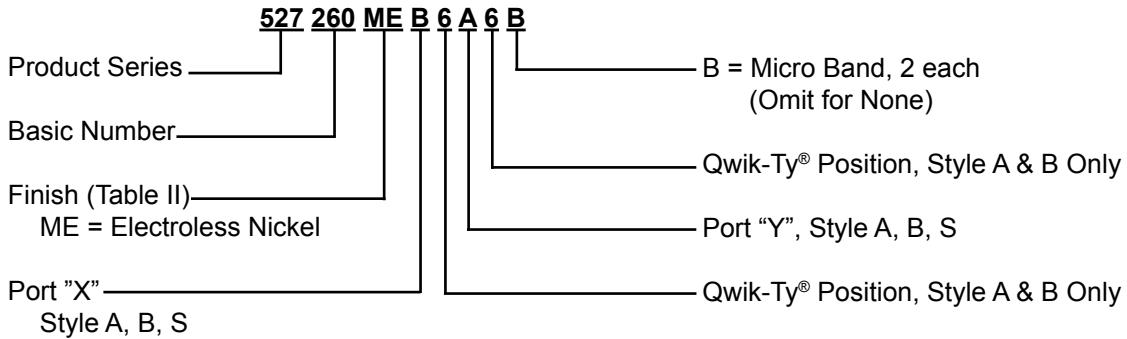 527 260 ME B 6 A 6 B
Product Series
Basic Number
Finish (Table II)
ME = Electroless Nickel
Port "X"
Style A, B, S
B = Micro Band, 2 each
(Omit for None)
Qwik-Ty® Position, Style A & B Only
Port “Y”, Style A, B, S
Qwik-Ty® Position, Style A & B Only